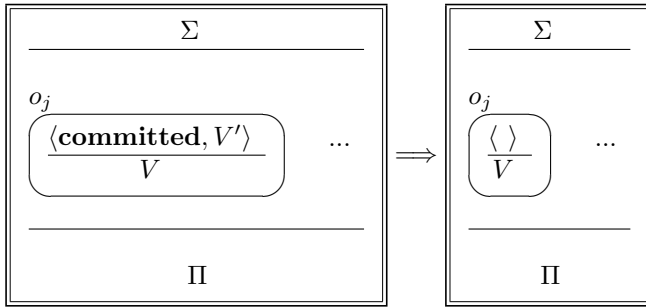 Σ Σ
o_j o_j
⟨committed, V′⟩ ... ⟹ ⟨ ⟩ ...
V V
Π Π